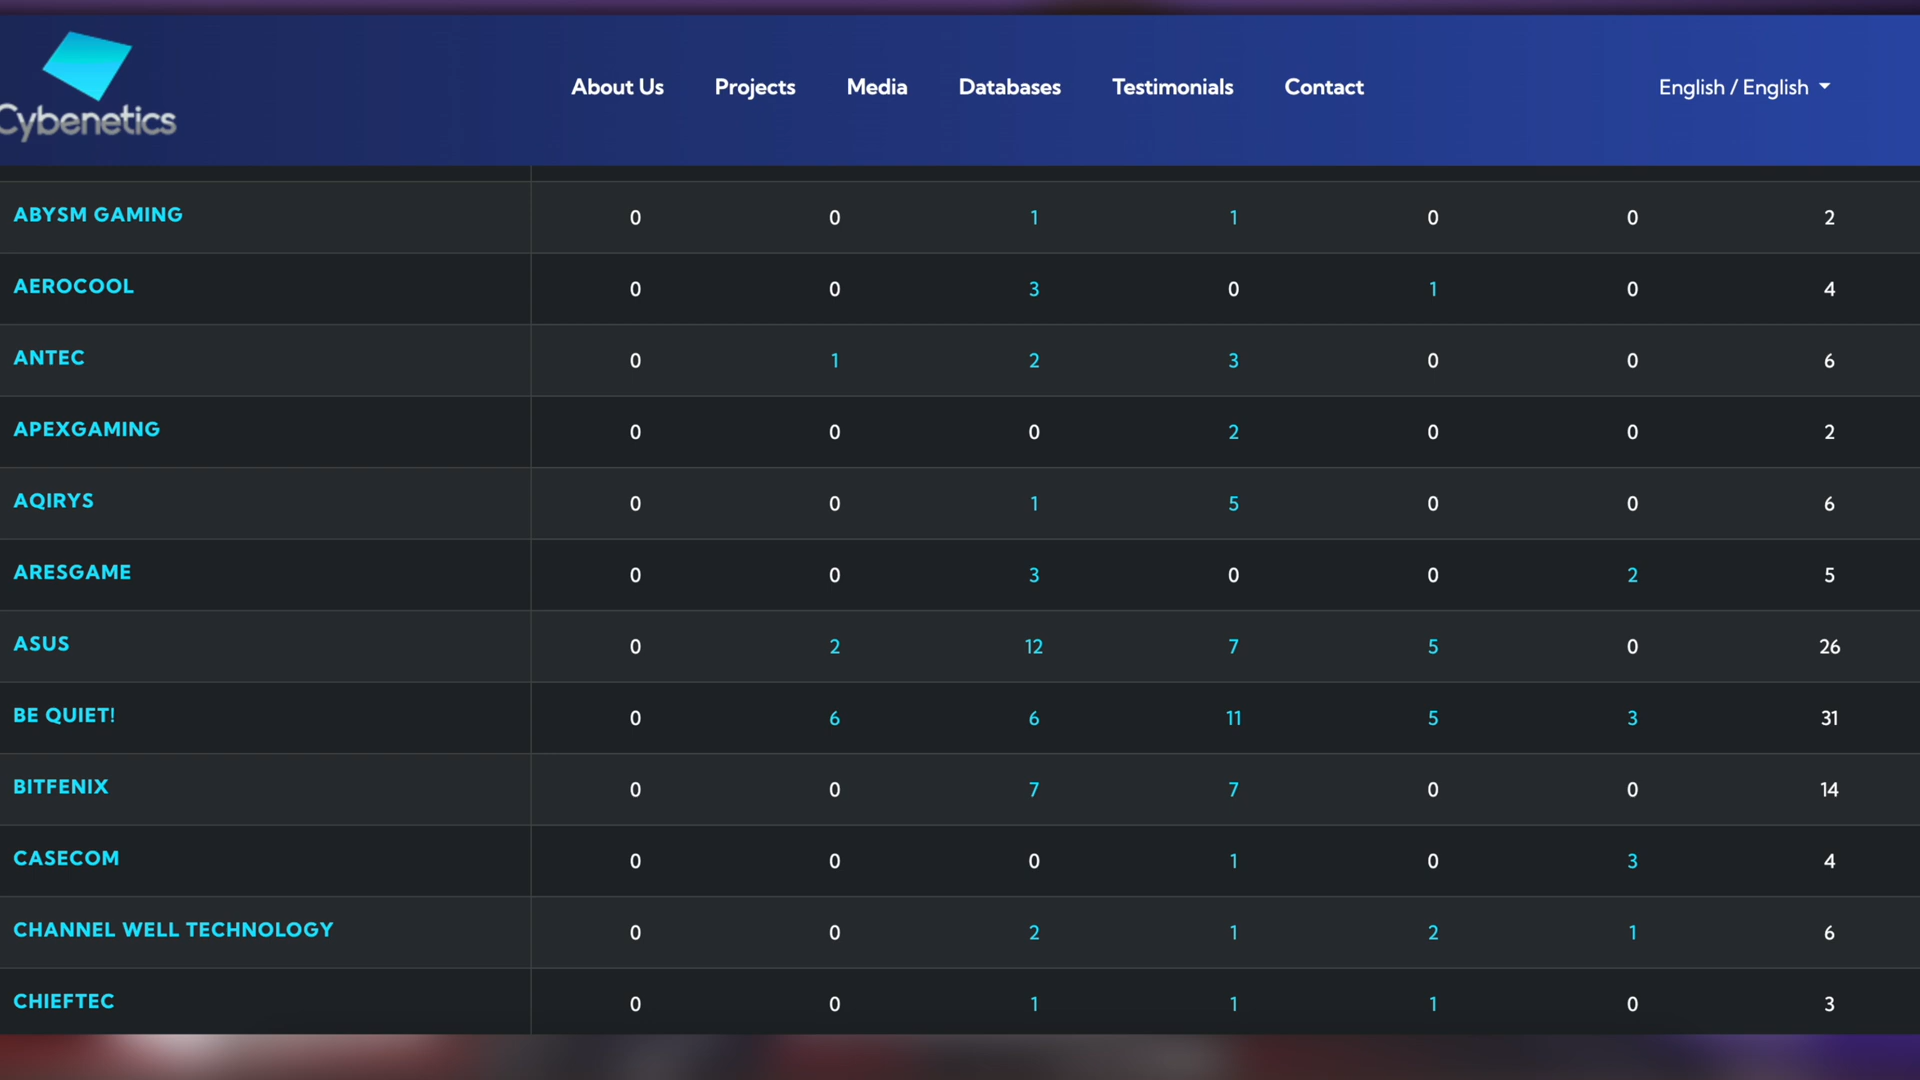 Cybenetics
About Us Projects Media Databases Testimonials Contact English / English
ABYSM GAMING 0 0 1 1 0 0 2
AEROCOOL 0 0 3 0 1 0 4
ANTEC 0 1 2 3 0 0 6
APEXGAMING 0 0 0 2 0 0 2
AQIRYS 0 0 1 5 0 0 6
ARESGAME 0 0 3 0 0 2 5
ASUS 0 2 12 7 5 0 26
BE QUIET! 0 6 6 11 5 3 31
BITFENIX 0 0 7 7 0 0 14
CASECOM 0 0 0 1 0 3 4
CHANNEL WELL TECHNOLOGY 0 0 2 1 2 1 6
CHIEFTEC 0 0 1 1 1 0 3